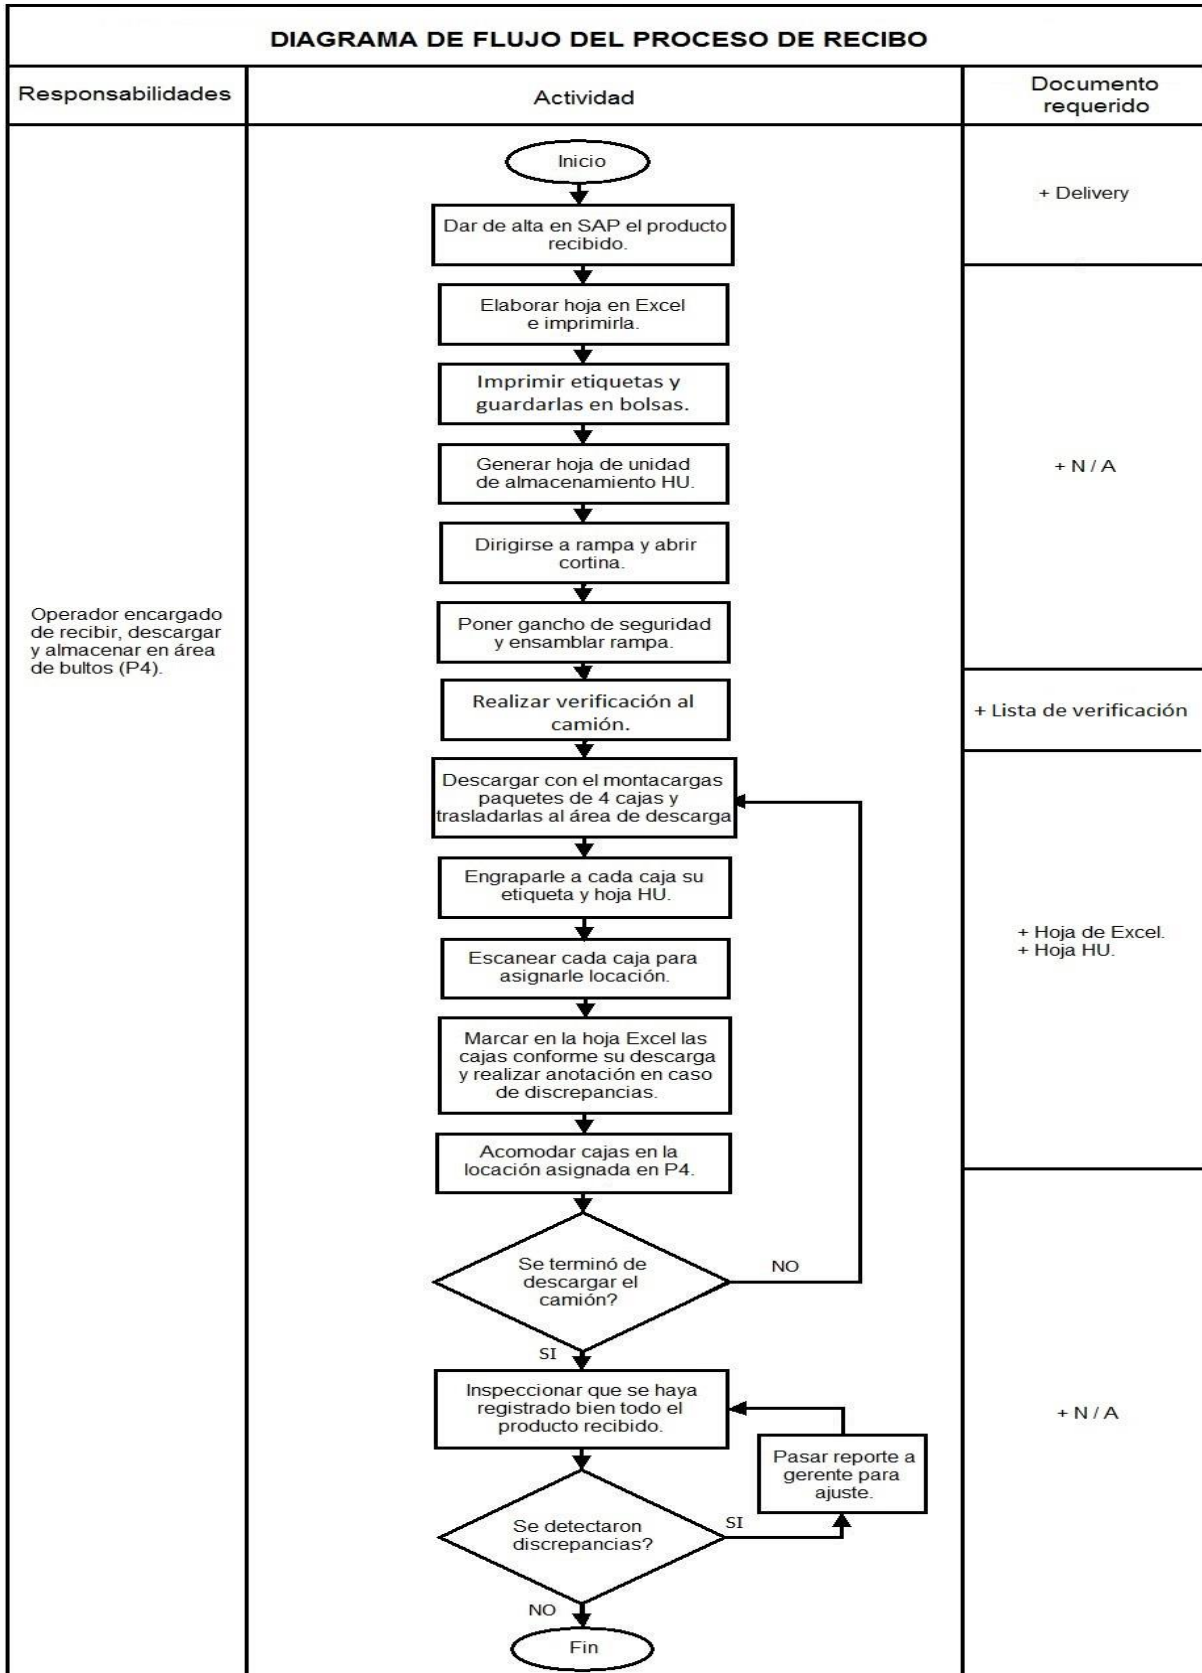 DIAGRAMA DE FLUJO DEL PROCESO DE RECIBO
Responsabilidades
Actividad
Documento
requerido
Inicio
+ Delivery
Dar de alta en SAP el producto
recibido.
Elaborar hoja en Excel
e imprimirla.
Imprimir etiquetas y
guardarlas en bolsas.
Generar hoja de unidad
de almacenamiento HU.
+ N / A
Dirigirse a rampa y abrir
cortina.
Operador encargado
de recibir, descargar
y almacenar en área
de bultos (P4).
Poner gancho de seguridad
y ensamblar rampa.
Realizar verificación al
camión.
+ Lista de verificación
Descargar con el montacargas
paquetes de 4 cajas y
trasladarlas al área de descarga
Engraparle a cada caja su
etiqueta y hoja HU.
+ Hoja de Excel.
+ Hoja HU.
Escanear cada caja para
asignarle locación.
Marcar en la hoja Excel las
cajas conforme su descarga
y realizar anotación en caso
de discrepancias.
Acomodar cajas en la
locación asignada en P4.
Se terminó de
descargar el
camión?
NO
SI
Inspeccionar que se haya
registrado bien todo el
producto recibido.
+ N / A
Pasar reporte a
gerente para
ajuste.
Se detectaron
discrepancias?
SI
NO
Fin